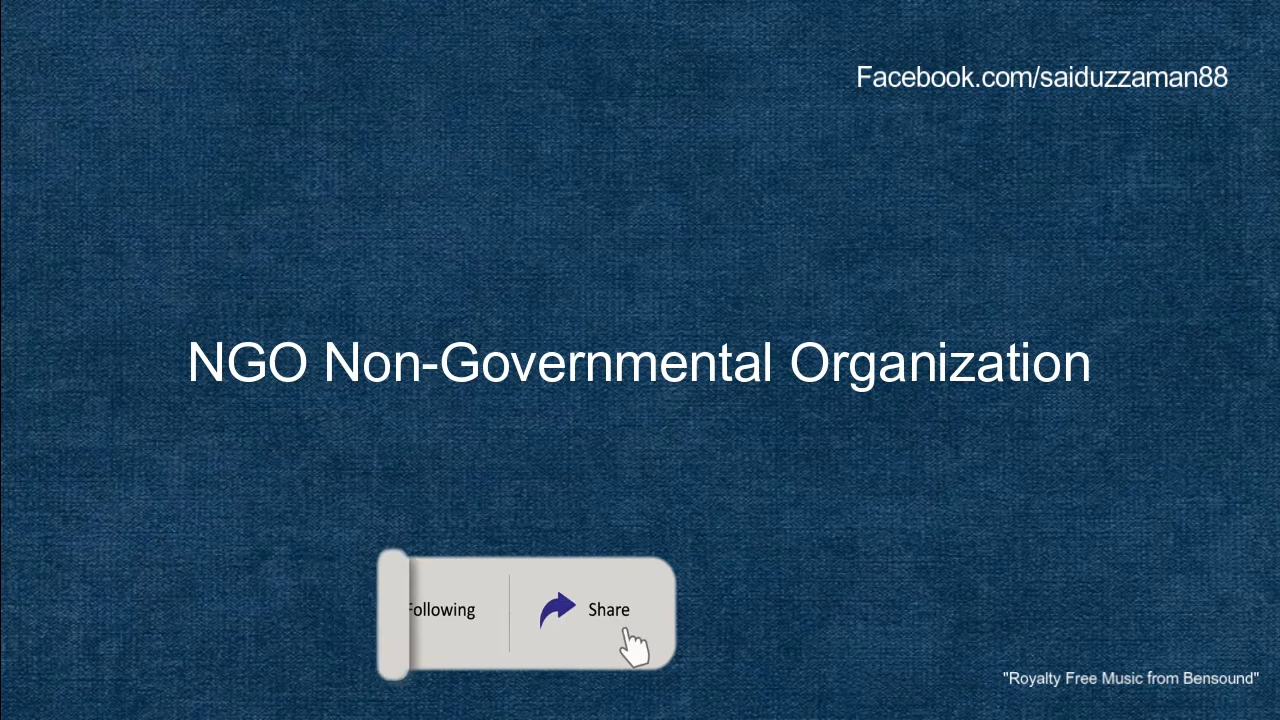 Facebook.com/saiduzzaman88
NGO Non-Governmental Organization
Following
Share
"Royalty Free Music from Bensound"